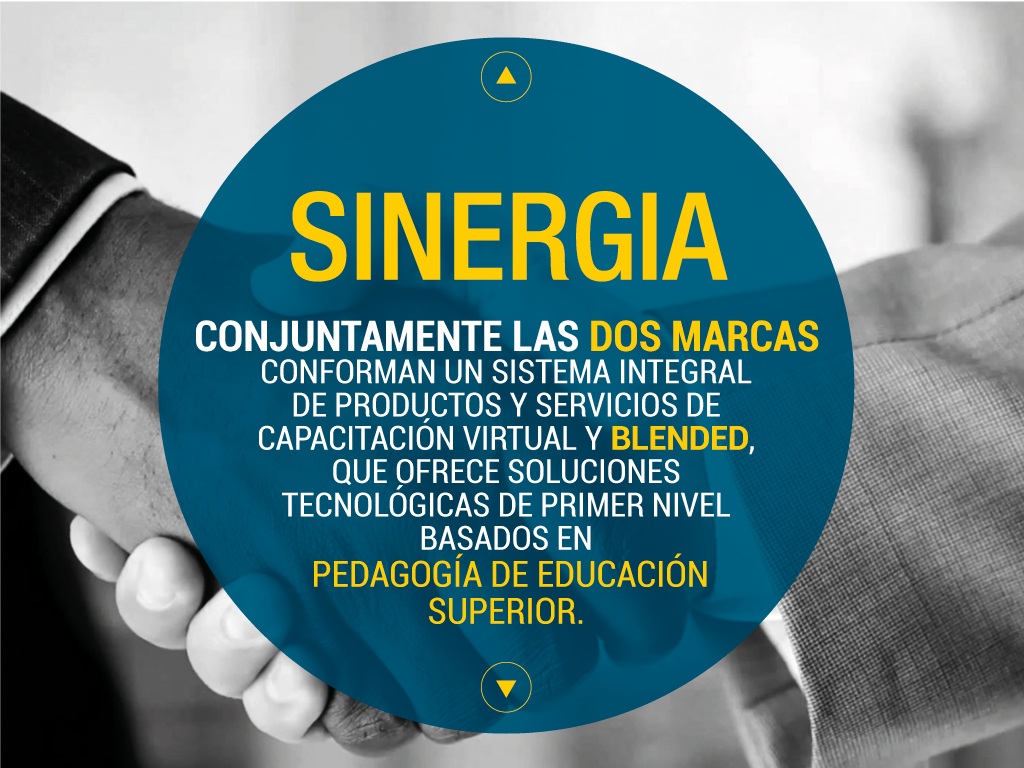 SINERGIA
CONJUNTAMENTE LAS DOS MARCAS
CONFORMAN UN SISTEMA INTEGRAL
DE PRODUCTOS Y SERVICIOS DE
CAPACITACIÓN VIRTUAL Y BLENDED,
QUE OFRECE SOLUCIONES
TECNOLÓGICAS DE PRIMER NIVEL
BASADOS EN
PEDAGOGÍA DE EDUCACIÓN
SUPERIOR.